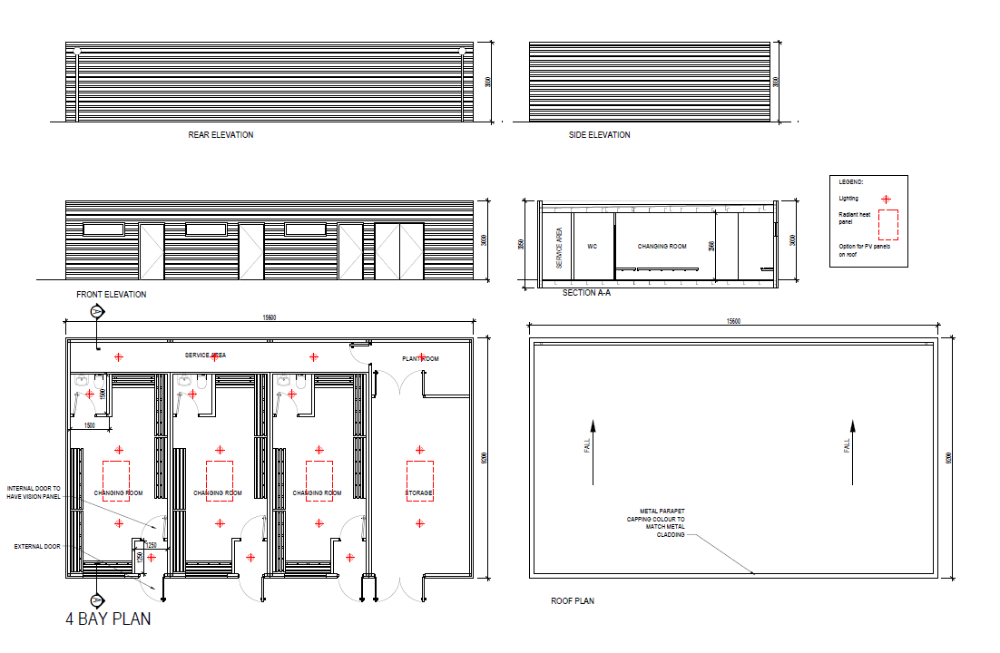 3000
3000
REAR ELEVATION
SIDE ELEVATION
LEGEND:
Lighting
Radiant heat
panel
Option for PV panels
on roof
3000
SERVICE AREA
WC
CHANGING ROOM
3000
FRONT ELEVATION
SECTION A-A
A
15600
15600
SERVICE AREA
PLANT ROOM
1500
1500
9200
9200
FALL
FALL
INTERNAL DOOR TO
HAVE VISION PANEL
CHANGING ROOM
CHANGING ROOM
CHANGING ROOM
STORAGE
METAL PARAPET
CAPPING COLOUR TO
MATCH METAL
CLADDING
EXTERNAL DOOR
1250
1250
A
ROOF PLAN
4 BAY PLAN